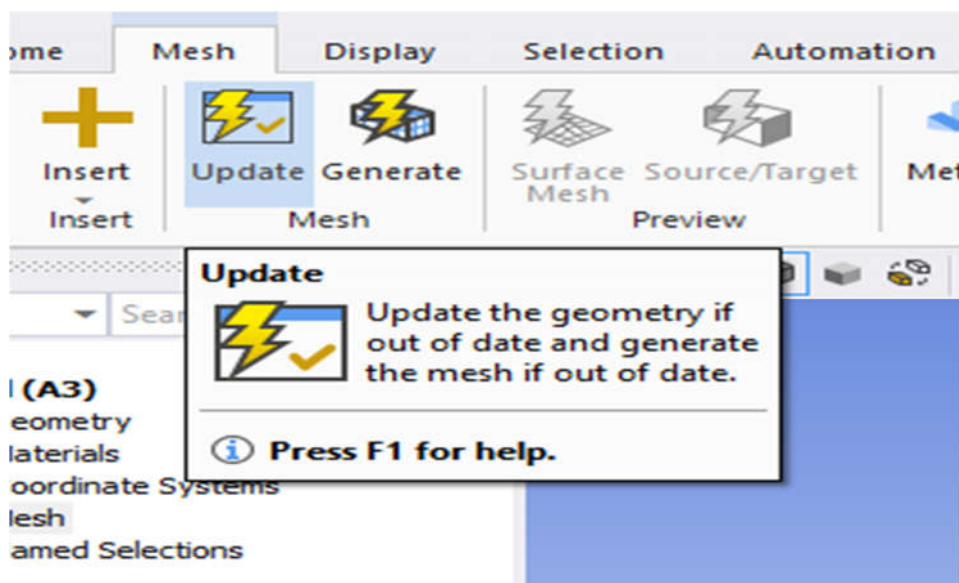 ome Mesh Display Selection Automation
Insert Update Generate Surface Mesh Source/Target Met
Insert Mesh Preview
Update
Sear
Update the geometry if
out of date and generate
the mesh if out of date.
(A3)
eometry
Press F1 for help.
laterials
oordinate Systems
lesh
amed Selections